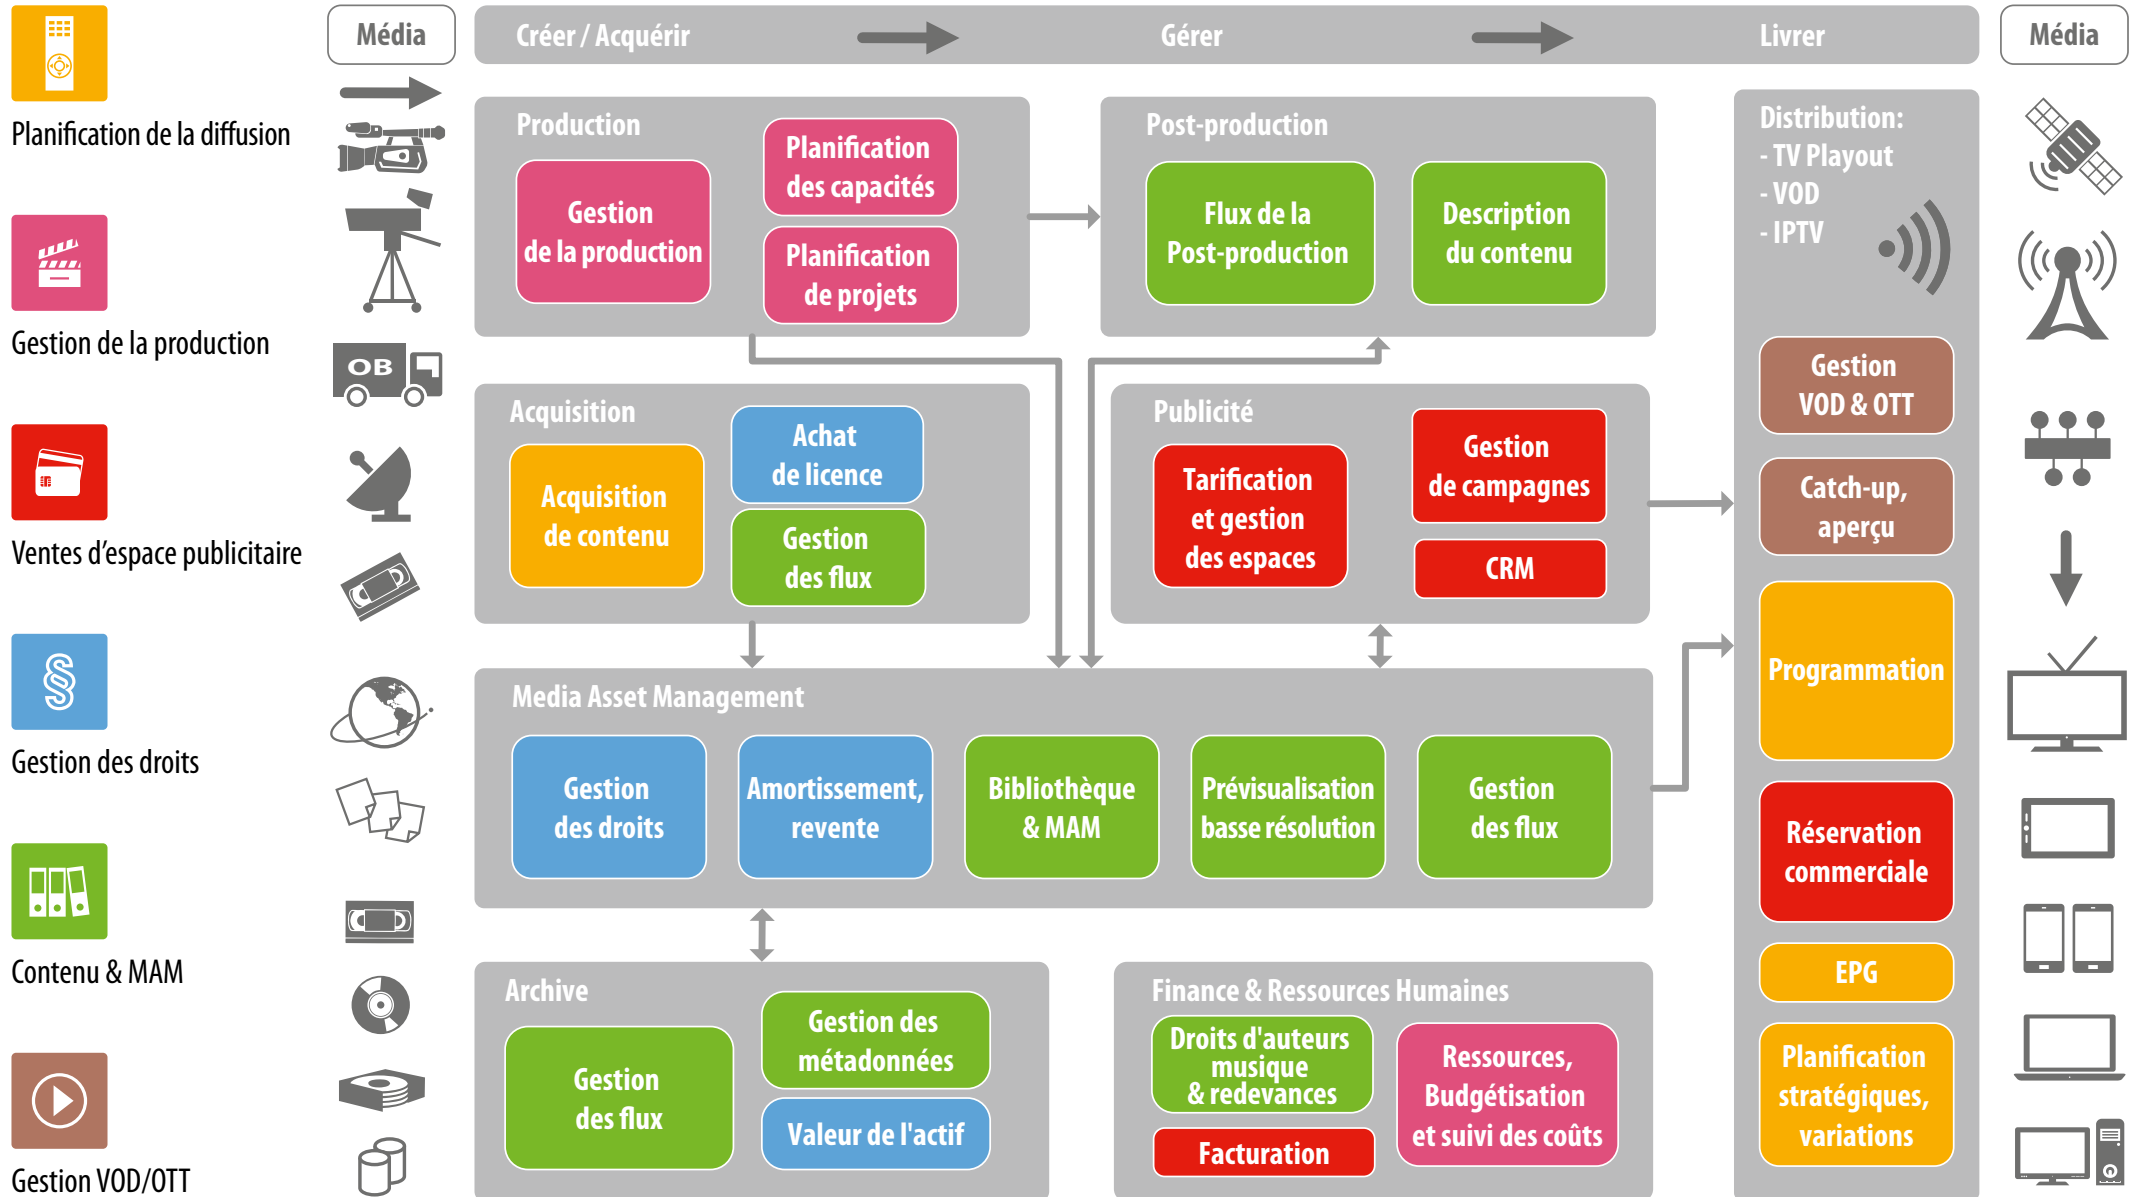 Planification de la diffusion
Gestion de la production
Ventes d’espace publicitaire
§
Gestion des droits
Contenu & MAM
Gestion VOD/OTT
Média
OB
Créer / Acquérir
Gérer
Livrer
Média
Production
Gestion
de la production
Planification
des capacités
Planification
de projets
Post-production
Flux de la
Post-production
Description
du contenu
Acquisition
Acquisition
de contenu
Achat
de licence
Gestion
des flux
Publicité
Tarification
et gestion
des espaces
Gestion
de campagnes
CRM
Media Asset Management
Gestion
des droits
Amortissement,
revente
Bibliothèque
& MAM
Prévisualisation
basse résolution
Gestion
des flux
Archive
Gestion
des flux
Gestion des
métadonnées
Valeur de l'actif
Finance & Ressources Humaines
Droits d'auteurs
musique
& redevances
Facturation
Ressources,
Budgétisation
et suivi des coûts
Distribution:
- TV Playout
- VOD
- IPTV
Gestion
VOD & OTT
Catch-up,
aperçu
Programmation
Réservation
commerciale
EPG
Planification
stratégiques,
variations